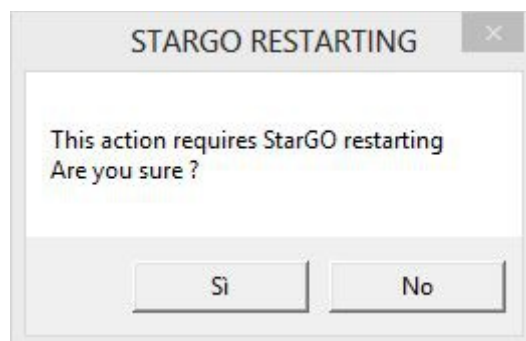 STARGO RESTARTING
This action requires StarGO restarting
Are you sure ?
Sì
No